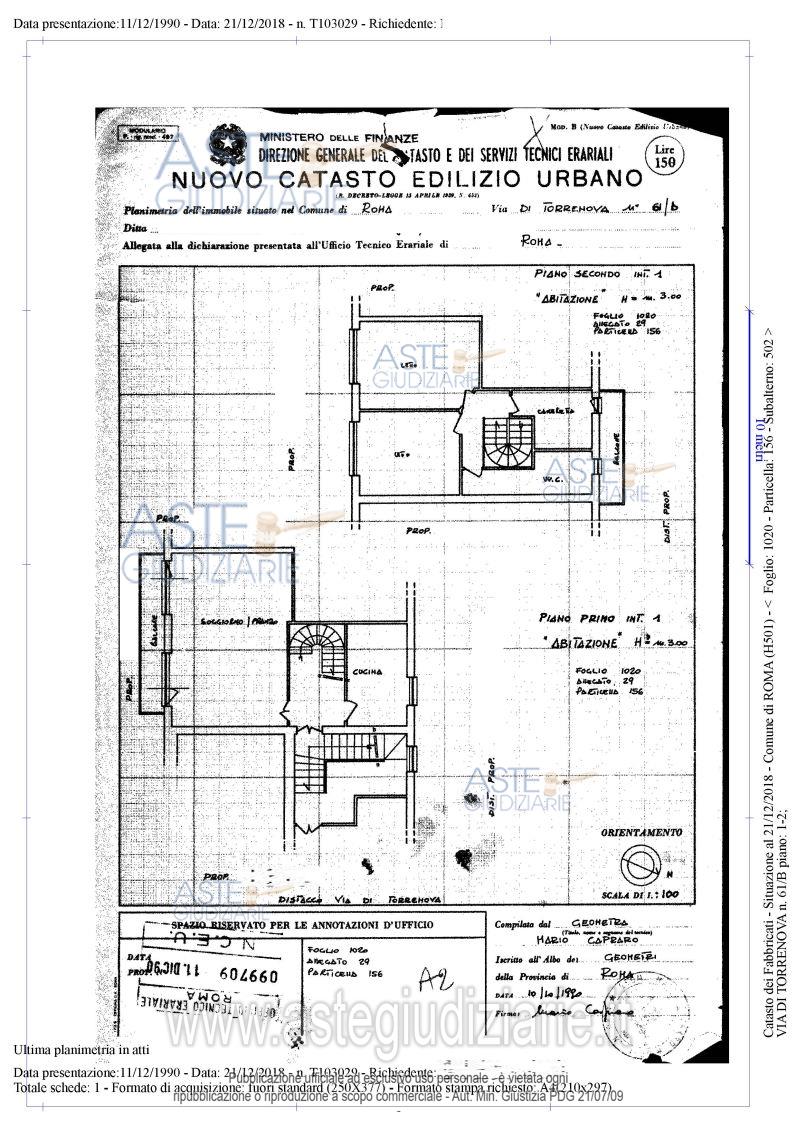 Data presentazione:11/12/1990 - Data: 21/12/2018 - n. T103029 - Richiedente:
MODULARIO
F. - rig. rend. - 497
MINISTERO DELLE FINANZE
Mod. B (Nuovo Catasto Edilizio Urbano)
DIREZIONE GENERALE DEL CATASTO E DEI SERVIZI TECNICI ERARIALI
Lire
150
NUOVO CATASTO EDILIZIO URBANO
(R. DECRETO-LEGGE 13 APRILE 1939, N. 652)
Planimetria dell'immobile situato nel Comune di ROMA Via DI TORRENOVA N° 61/b
Ditta
Allegata alla dichiarazione presentata all'Ufficio Tecnico Erariale di ROMA
PIANO SECONDO INT. 1
"ABITAZIONE" H = m. 3.00
FOGLIO 1020
ALLEGATO 29
PARTICELLA 156
PROP.
LETTO
CAMERETTA
LETTO
W.C.
BALCONE
PROP.
DIST. PROP.
PROP.
ASTE
GIUDIZIARIE
PROP.
BALCONE
SOGGIORNO/PRANZO
CUCINA
PROP.
PIANO PRIMO INT. 1
"ABITAZIONE" H = m. 3.00
FOGLIO 1020
ALLEGATO 29
PARTICELLA 156
DIST. PROP.
PROP.
DISTACCO VIA DI TORRENOVA
ORIENTAMENTO
N
SCALA DI 1: 100
SPAZIO RISERVATO PER LE ANNOTAZIONI D'UFFICIO
DATA
PROT.
N.C.E.U.
11. DIC 90
099709
UFFICIO TECNICO ERARIALE
ROMA
FOGLIO 1020
ALLEGATO 29
PARTICELLA 156
A2
Compilata dal GEOMETRA
(Titolo, nome e cognome del tecnico)
MARIO CAPRARO
Iscritto all'Albo dei GEOMETRI
della Provincia di ROMA
DATA 10/10/1990
Firma: Mario Capraro
www.astegiudiziarie.it
Ultima planimetria in atti
Data presentazione:11/12/1990 - Data: 21/12/2018 - n. T103029 - Richiedente:
Totale schede: 1 - Formato di acquisizione: fuori standard (250X377) - Formato stampa richiesto: A4(210x297)
Pubblicazione ufficiale ad esclusivo uso personale - è vietata ogni
ripubblicazione o riproduzione a scopo commerciale - Aut. Min. Giustizia PDG 21/07/09
10 metri
Catasto dei Fabbricati - Situazione al 21/12/2018 - Comune di ROMA (H501) - < Foglio: 1020 - Particella: 156 - Subalterno: 502 >
VIA DI TORRENOVA n. 61/B piano: 1-2;